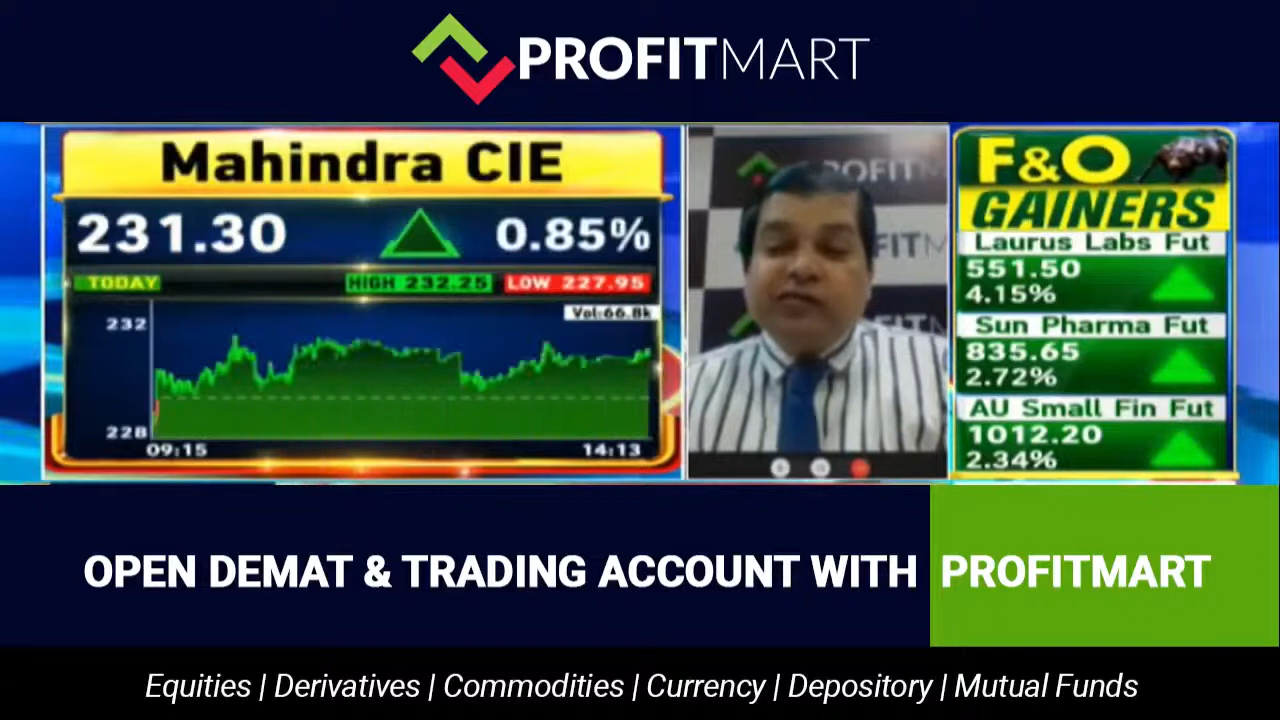 PROFITMART
Mahindra CIE
231.30 0.85%
TODAY HIGH 232.25 LOW 227.95
Vol:66.8k
232
228
09:15 14:13
F&O
GAINERS
Laurus Labs Fut
551.50
4.15%
Sun Pharma Fut
835.65
2.72%
AU Small Fin Fut
1012.20
2.34%
OPEN DEMAT & TRADING ACCOUNT WITH PROFITMART
Equities | Derivatives | Commodities | Currency | Depository | Mutual Funds